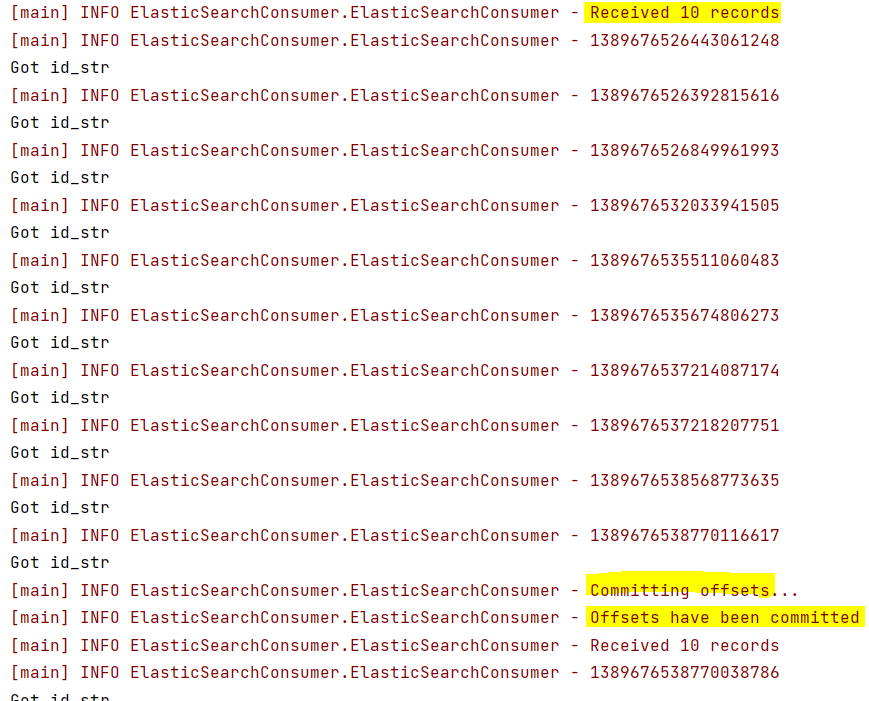 [main] INFO ElasticSearchConsumer.ElasticSearchConsumer - Received 10 records
[main] INFO ElasticSearchConsumer.ElasticSearchConsumer - 1389676526443061248
Got id_str
[main] INFO ElasticSearchConsumer.ElasticSearchConsumer - 1389676526392815616
Got id_str
[main] INFO ElasticSearchConsumer.ElasticSearchConsumer - 1389676526849961993
Got id_str
[main] INFO ElasticSearchConsumer.ElasticSearchConsumer - 1389676532033941505
Got id_str
[main] INFO ElasticSearchConsumer.ElasticSearchConsumer - 1389676535511060483
Got id_str
[main] INFO ElasticSearchConsumer.ElasticSearchConsumer - 1389676535674806273
Got id_str
[main] INFO ElasticSearchConsumer.ElasticSearchConsumer - 1389676537214087174
Got id_str
[main] INFO ElasticSearchConsumer.ElasticSearchConsumer - 1389676537218207751
Got id_str
[main] INFO ElasticSearchConsumer.ElasticSearchConsumer - 1389676538568773635
Got id_str
[main] INFO ElasticSearchConsumer.ElasticSearchConsumer - 1389676538770116617
Got id_str
[main] INFO ElasticSearchConsumer.ElasticSearchConsumer - Committing offsets...
[main] INFO ElasticSearchConsumer.ElasticSearchConsumer - Offsets have been committed
[main] INFO ElasticSearchConsumer.ElasticSearchConsumer - Received 10 records
[main] INFO ElasticSearchConsumer.ElasticSearchConsumer - 1389676538770038786
Got id_str